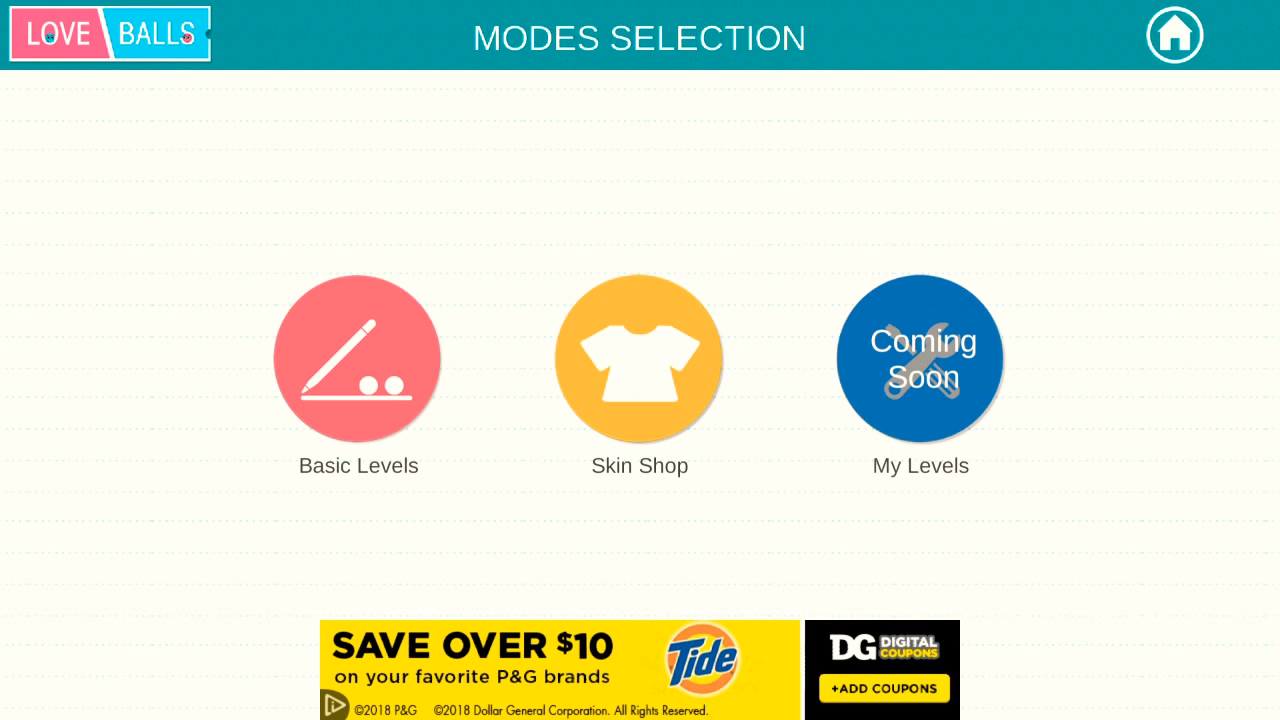 LOVE BALLS
MODES SELECTION
Coming
Soon
Basic Levels
Skin Shop
My Levels
SAVE OVER $10
on your favorite P&G brands
Tide
©2018 P&G ©2018 Dollar General Corporation. All Rights Reserved.
DG DIGITAL
COUPONS
+ADD COUPONS